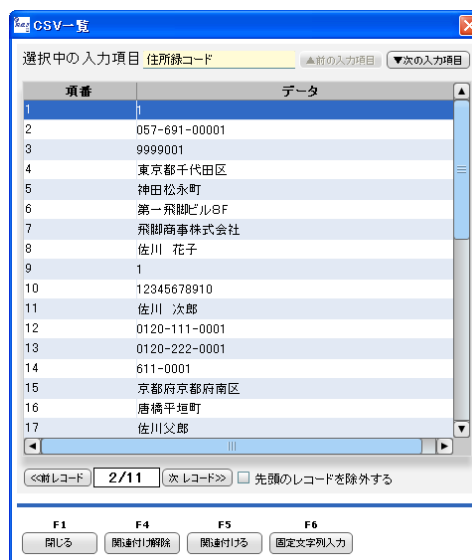 CSV一覧
選択中の入力項目 住所録コード ▲前の入力項目 ▼次の入力項目
項番 データ
1 1
2 057-691-00001
3 9999001
4 東京都千代田区
5 神田松永町
6 第一飛脚ビル8F
7 飛脚商事株式会社
8 佐川 花子
9 1
10 12345678910
11 佐川 次郎
12 0120-111-0001
13 0120-222-0001
14 611-0001
15 京都府京都府南区
16 唐橋平垣町
17 佐川父郎
<<前レコード 2/11 次レコード>> 先頭のレコードを除外する
F1 F4 F5 F6
閉じる 関連付け解除 関連付ける 固定文字列入力